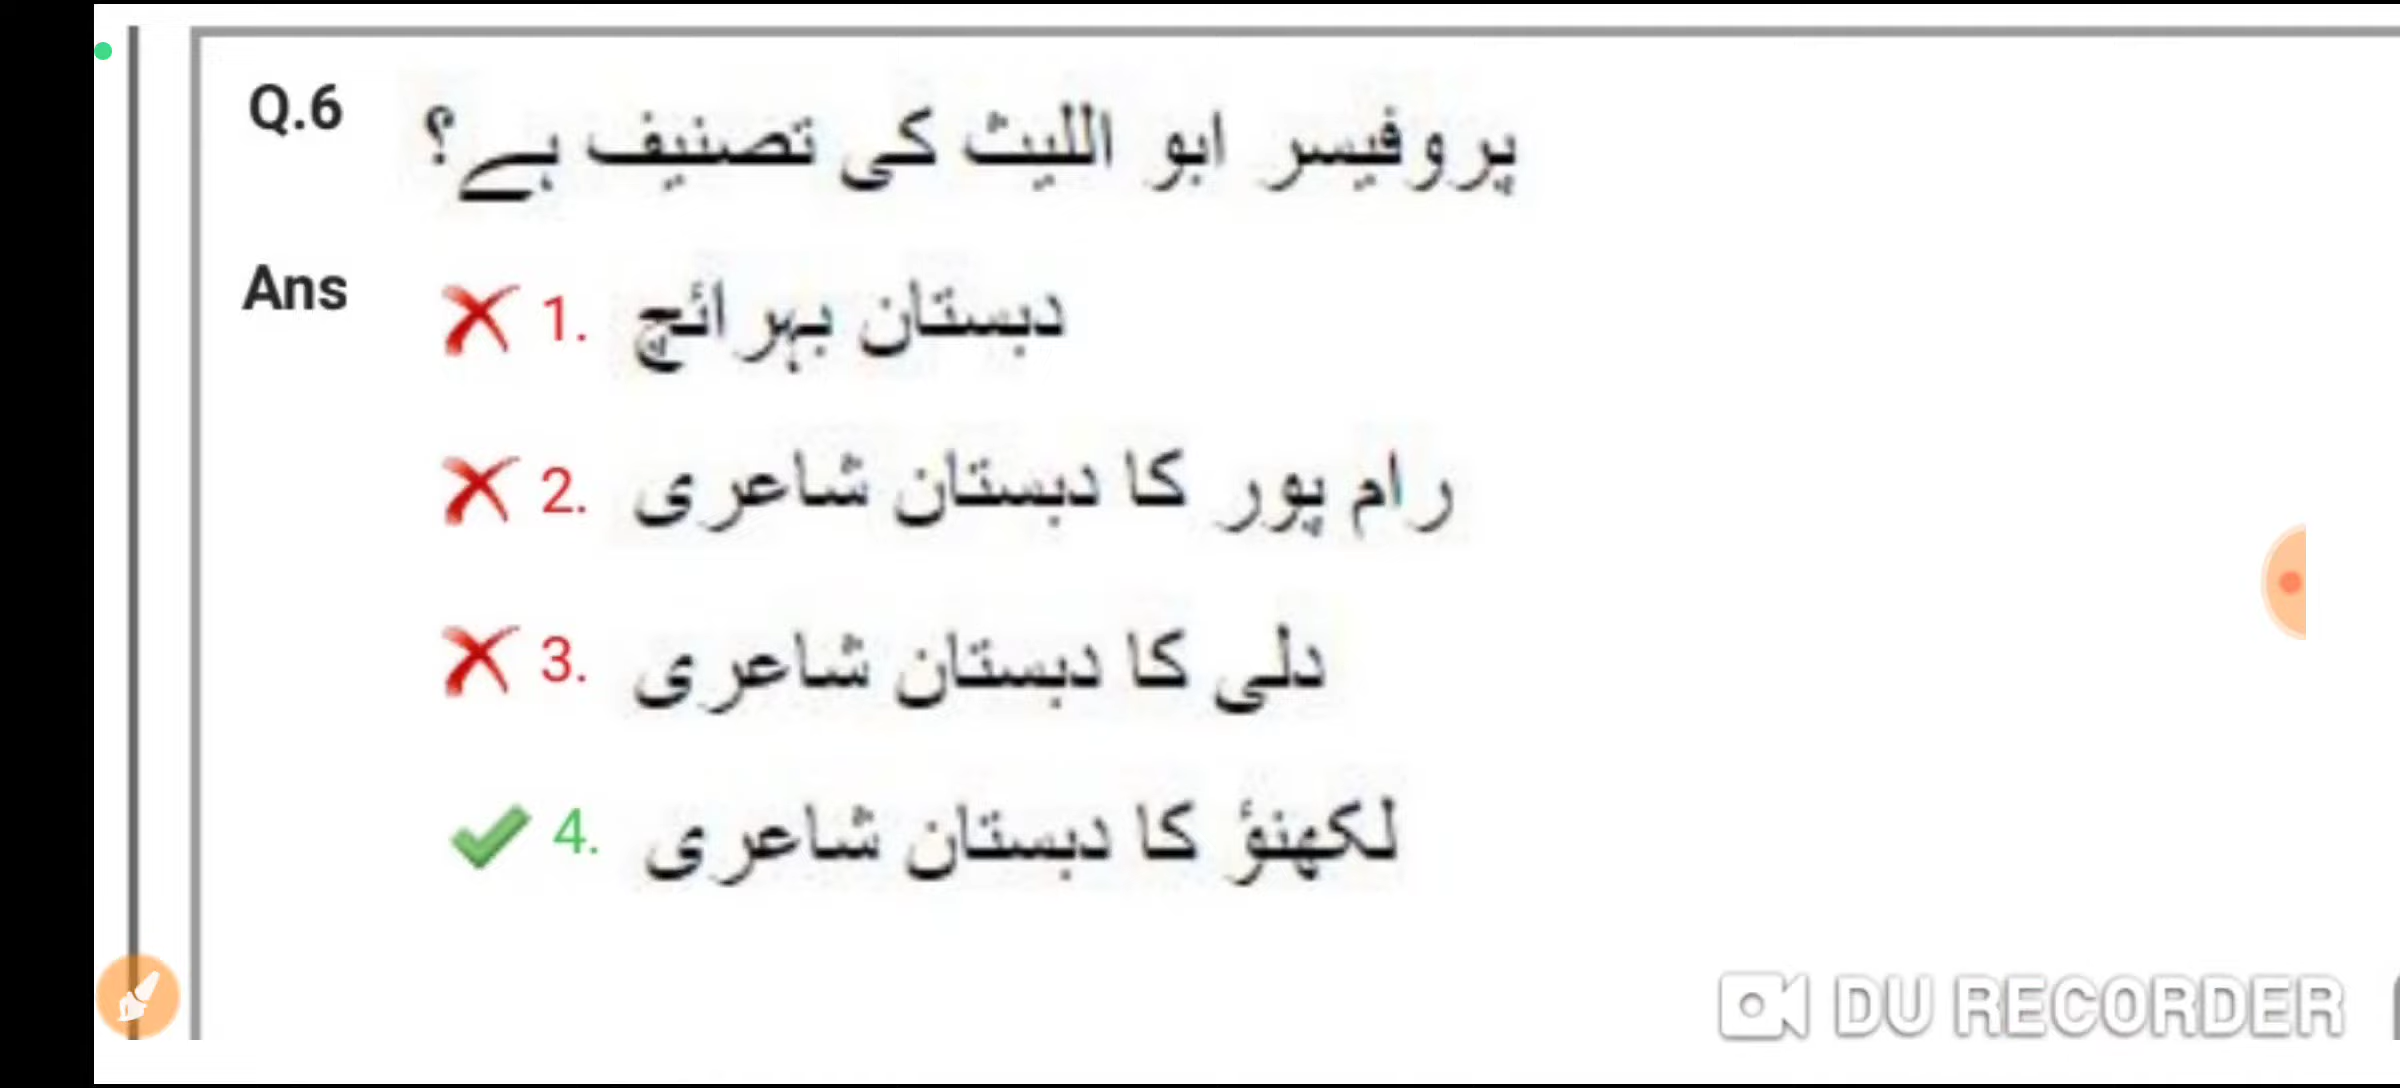 Q.6 پروفیسر ابو اللیث کی تصنیف ہے؟
Ans 1. دبستان بہرائچ
2. رام پور کا دبستان شاعری
3. دلی کا دبستان شاعری
4. لکھنؤ کا دبستان شاعری
DU RECORDER